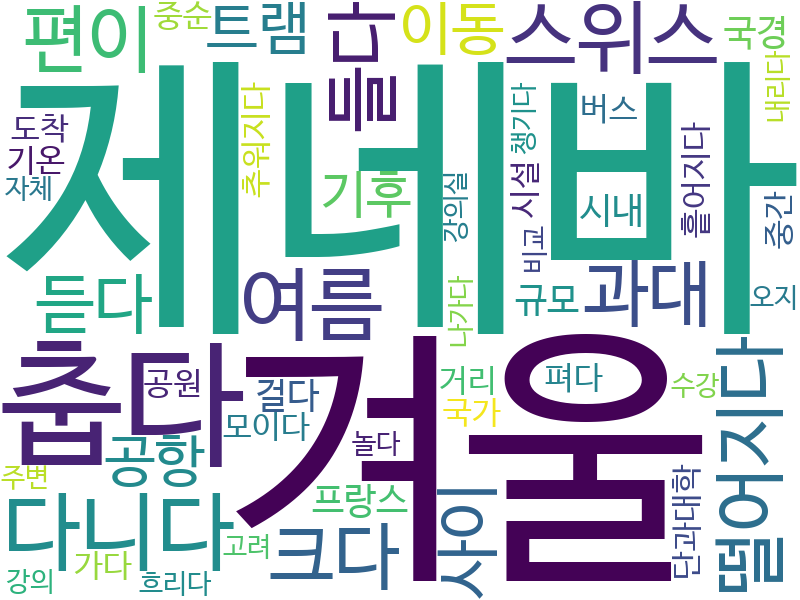 편이
중순
트램
들다
이동
스위스
국경
내리다
제네바
도착
기온
자체
추워지다
기후
강의실
챙기다
시설
비교
버스
시내
흩어지다
중간
오지
듣다
여름
나가다
규모
과대
춥다
공원
겨울
걸다
모이다
놀다
거리
국가
펴다
수강
떨어지다
공항
주변
다니다
가다
강의
흐리다
고려
크다
프랑스
사이
단과대학